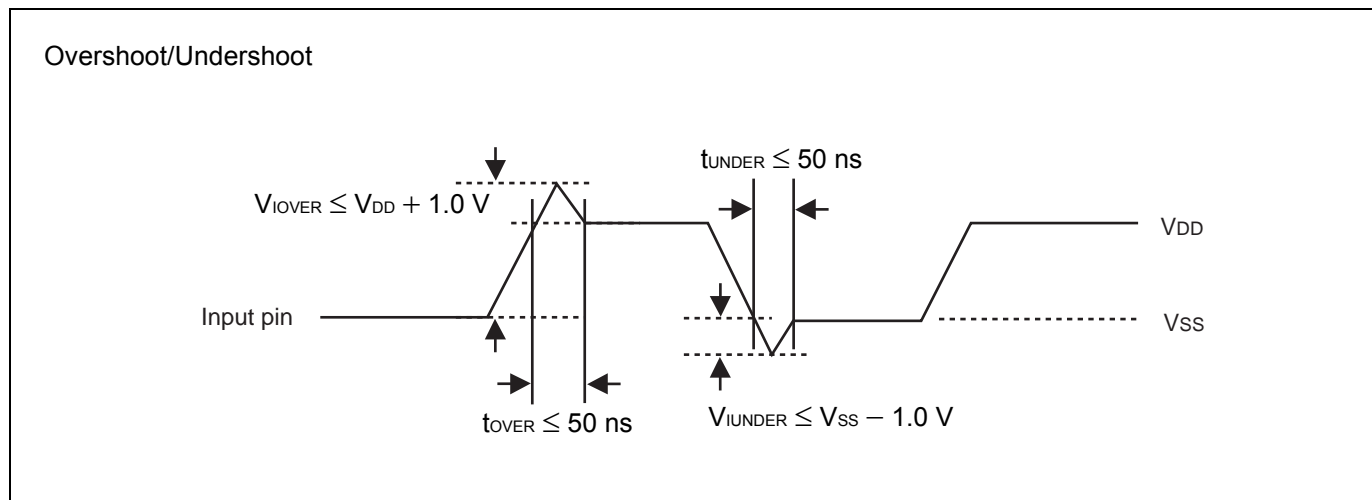 Overshoot/Undershoot
tUNDER ≤ 50 ns
VIOVER ≤ VDD + 1.0 V
VDD
Input pin
VSS
tOVER ≤ 50 ns
VIUNDER ≤ VSS − 1.0 V